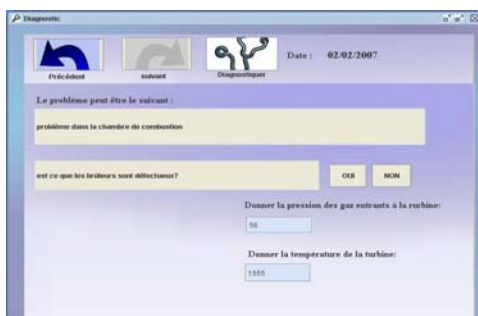 Diagnostic
Précédent
suivant
Diagnostiquer
Date : 02/02/2007
Le problème peut être le suivant :
problème dans la chambre de combustion
est ce que les brûleurs sont défectueux?
OUI
NON
Donner la pression des gaz entrants à la rurbine:
56
Donner la température de la turbine:
1555